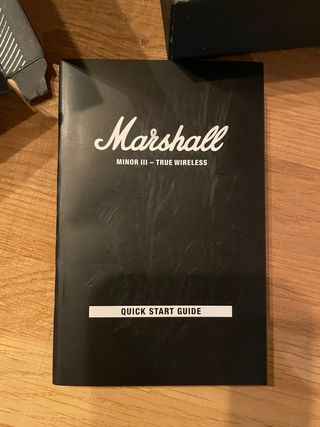 Marshall
MINOR III – TRUE WIRELESS
QUICK START GUIDE